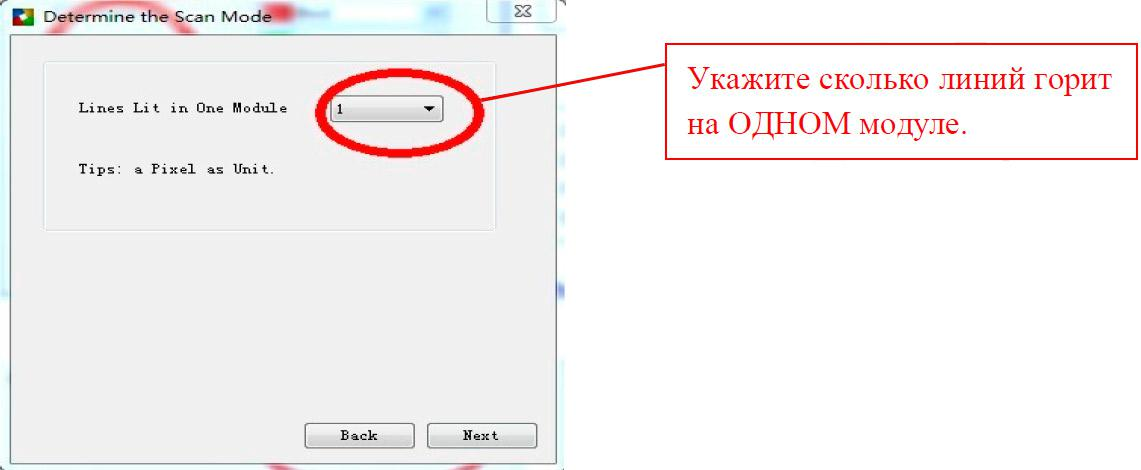 Determine the Scan Mode
Lines Lit in One Module
1
Tips: a Pixel as Unit.
Back
Next
Укажите сколько линий горит
на ОДНОМ модуле.